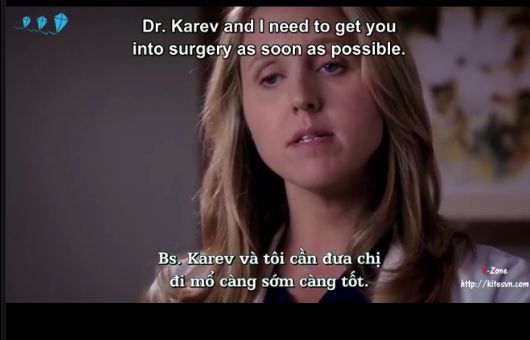 Dr. Karev and I need to get you
into surgery as soon as possible.
Bs. Karev và tôi cần đưa chị
đi mổ càng sớm càng tốt.
K-Zone
http://kitesvn.com